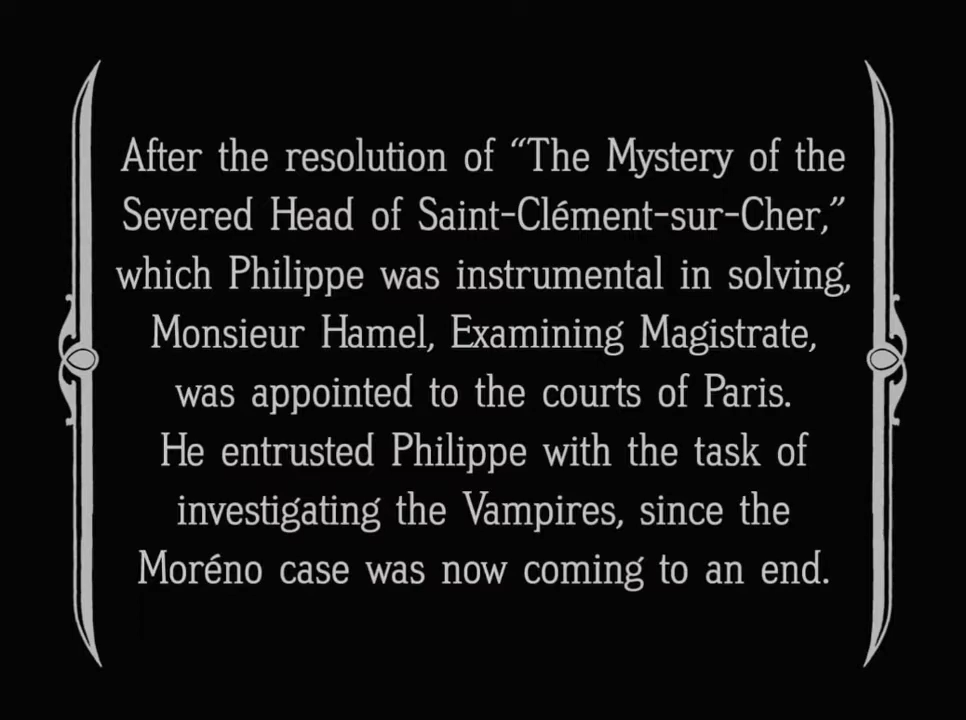 After the resolution of “The Mystery of the
Severed Head of Saint-Clément-sur-Cher,”
which Philippe was instrumental in solving,
Monsieur Hamel, Examining Magistrate,
was appointed to the courts of Paris.
He entrusted Philippe with the task of
investigating the Vampires, since the
Moréno case was now coming to an end.